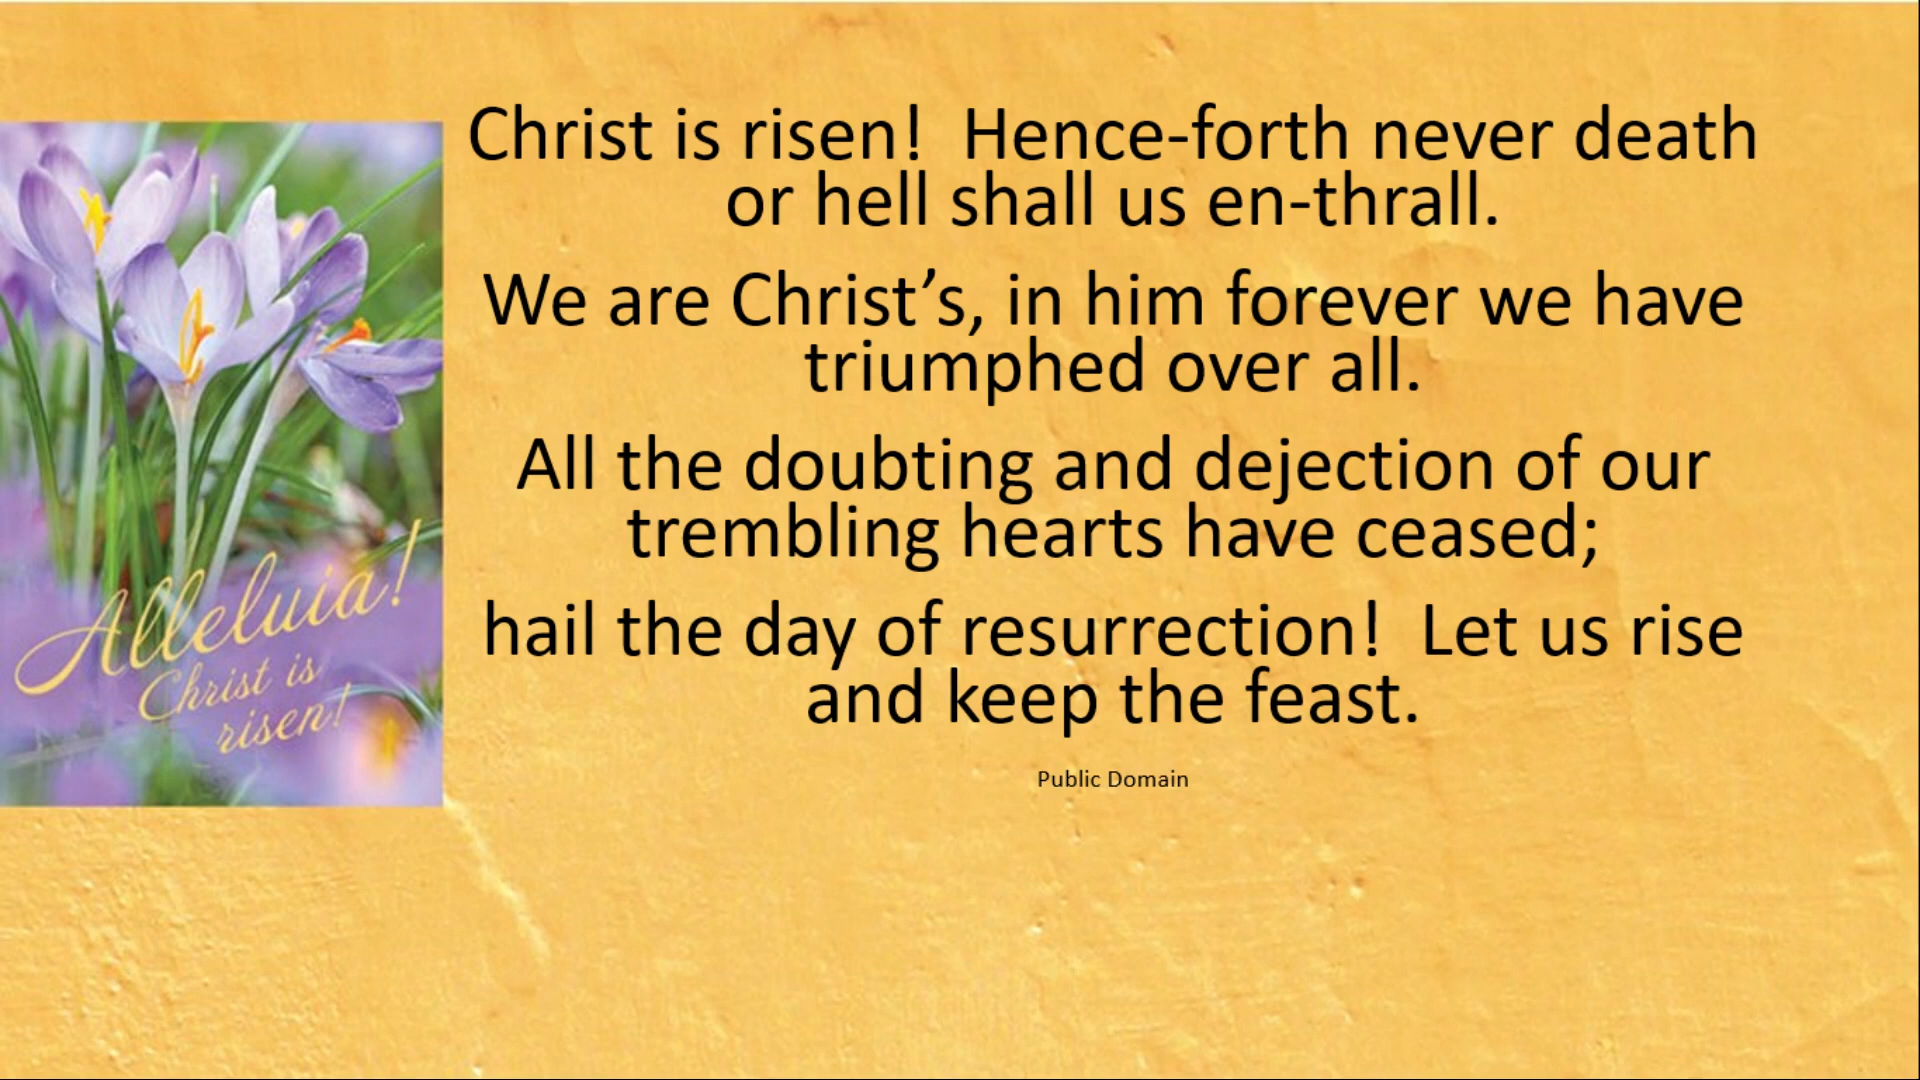 Christ is risen!  Hence-forth never death
or hell shall us en-thrall.
We are Christ’s, in him forever we have
triumphed over all.
All the doubting and dejection of our
trembling hearts have ceased;
hail the day of resurrection!  Let us rise
and keep the feast.
Public Domain
Alleluia!
Christ is
risen!